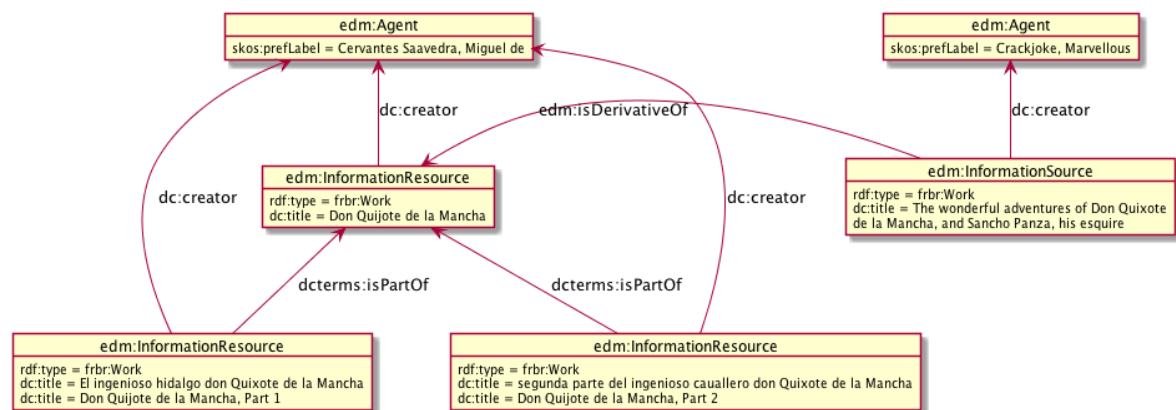 edm:Agent
skos:prefLabel = Cervantes Saavedra, Miguel de
edm:Agent
skos:prefLabel = Crackjoke, Marvellous
dc:creator
edm:isDerivativeOf
dc:creator
edm:InformationResource
rdf:type = frbr:Work
dc:title = Don Quijote de la Mancha
edm:InformationSource
rdf:type = frbr:Work
dc:title = The wonderful adventures of Don Quixote
de la Mancha, and Sancho Panza, his esquire
dc:creator
dc:creator
dcterms:isPartOf
dcterms:isPartOf
edm:InformationResource
rdf:type = frbr:Work
dc:title = El ingenioso hidalgo don Quixote de la Mancha
dc:title = Don Quijote de la Mancha, Part 1
edm:InformationResource
rdf:type = frbr:Work
dc:title = segunda parte del ingenioso cauallero don Quixote de la Mancha
dc:title = Don Quijote de la Mancha, Part 2